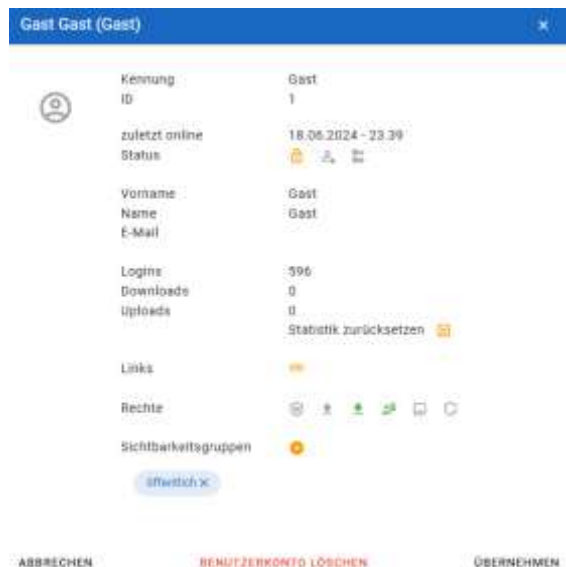 Gast Gast (Gast) ×
Kennung Gast
ID 1
zuletzt online 18.06.2024 - 23:39
Status
Vorname Gast
Name Gast
E-Mail
Logins 596
Downloads 0
Uploads 0
Statistik zurücksetzen
Links
Rechte
Sichtbarkeitsgruppen
öffentlich ×
ABBRECHEN BENUTZERKONTO LÖSCHEN ÜBERNEHMEN